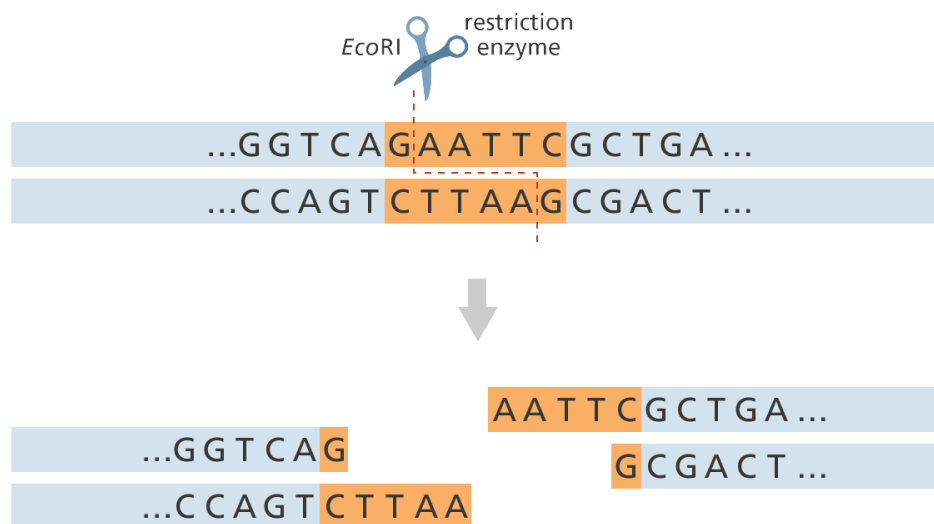 EcoRI
restriction
enzyme
...GGTCAGAATTCGCTGA...
...CCAGTCTTAAGCGACT...
AATTCGCTGA...
...GGTCAG
GCGACT...
...CCAGTCTTAA